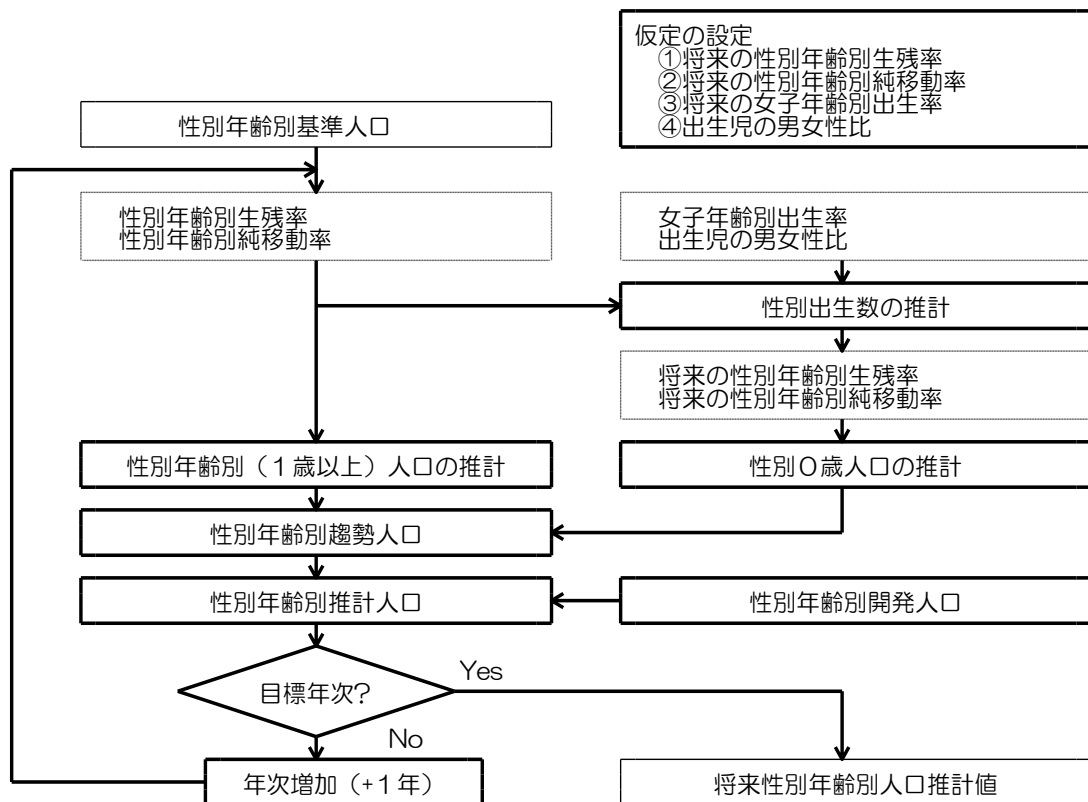 仮定の設定
①将来の性別年齢別生残率
②将来の性別年齢別純移動率
③将来の女子年齢別出生率
④出生児の男女性比
性別年齢別基準人口
性別年齢別生残率
性別年齢別純移動率
女子年齢別出生率
出生児の男女性比
性別出生数の推計
将来の性別年齢別生残率
将来の性別年齢別純移動率
性別年齢別（１歳以上）人口の推計
性別０歳人口の推計
性別年齢別趨勢人口
性別年齢別推計人口
性別年齢別開発人口
目標年次?
Yes
No
年次増加（+１年）
将来性別年齢別人口推計値